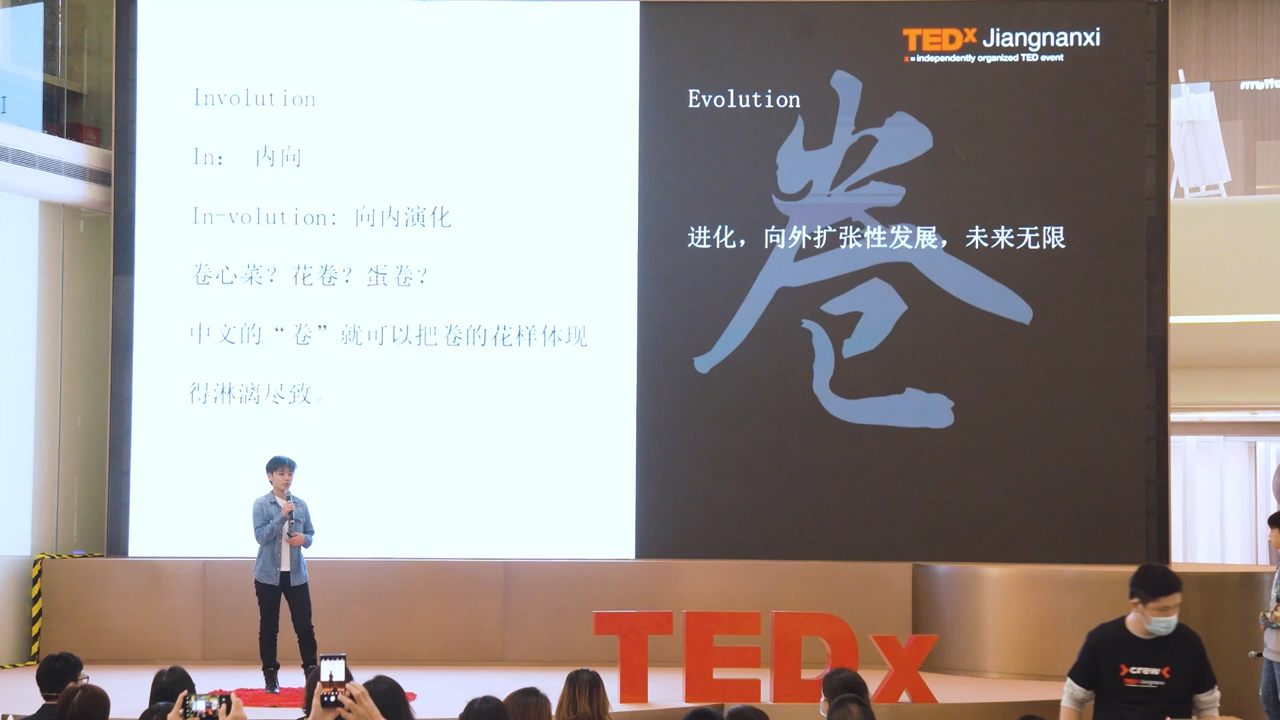 Involution
In： 内向
In-volution: 向内演化
卷心菜？花卷？蛋卷？
中文的“卷”就可以把卷的花样体现
得淋漓尽致。
TEDx Jiangnanxi
x = independently organized TED event
Evolution
卷
进化，向外扩张性发展，未来无限
TEDx
crew
TEDxJiangnanxi